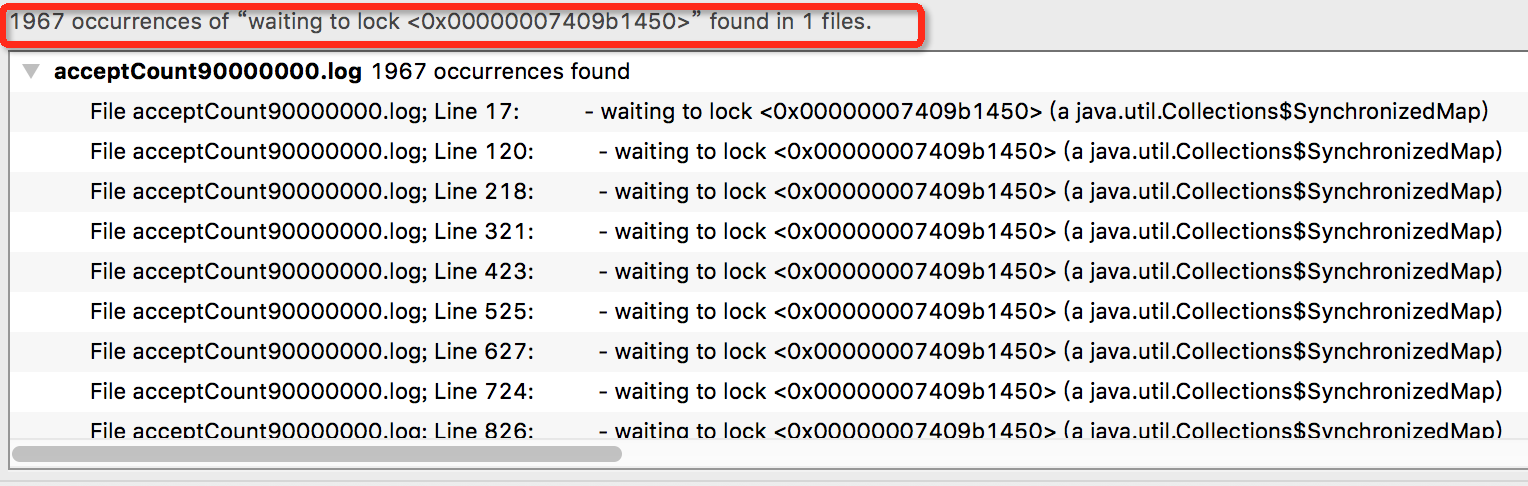 1967 occurrences of “waiting to lock <0x00000007409b1450>” found in 1 files.
acceptCount90000000.log 1967 occurrences found
File acceptCount90000000.log; Line 17: - waiting to lock <0x00000007409b1450> (a java.util.Collections$SynchronizedMap)
File acceptCount90000000.log; Line 120: - waiting to lock <0x00000007409b1450> (a java.util.Collections$SynchronizedMap)
File acceptCount90000000.log; Line 218: - waiting to lock <0x00000007409b1450> (a java.util.Collections$SynchronizedMap)
File acceptCount90000000.log; Line 321: - waiting to lock <0x00000007409b1450> (a java.util.Collections$SynchronizedMap)
File acceptCount90000000.log; Line 423: - waiting to lock <0x00000007409b1450> (a java.util.Collections$SynchronizedMap)
File acceptCount90000000.log; Line 525: - waiting to lock <0x00000007409b1450> (a java.util.Collections$SynchronizedMap)
File acceptCount90000000.log; Line 627: - waiting to lock <0x00000007409b1450> (a java.util.Collections$SynchronizedMap)
File acceptCount90000000.log; Line 724: - waiting to lock <0x00000007409b1450> (a java.util.Collections$SynchronizedMap)
File acceptCount90000000.log; Line 826: - waiting to lock <0x00000007409b1450> (a java.util.Collections$SynchronizedMap)